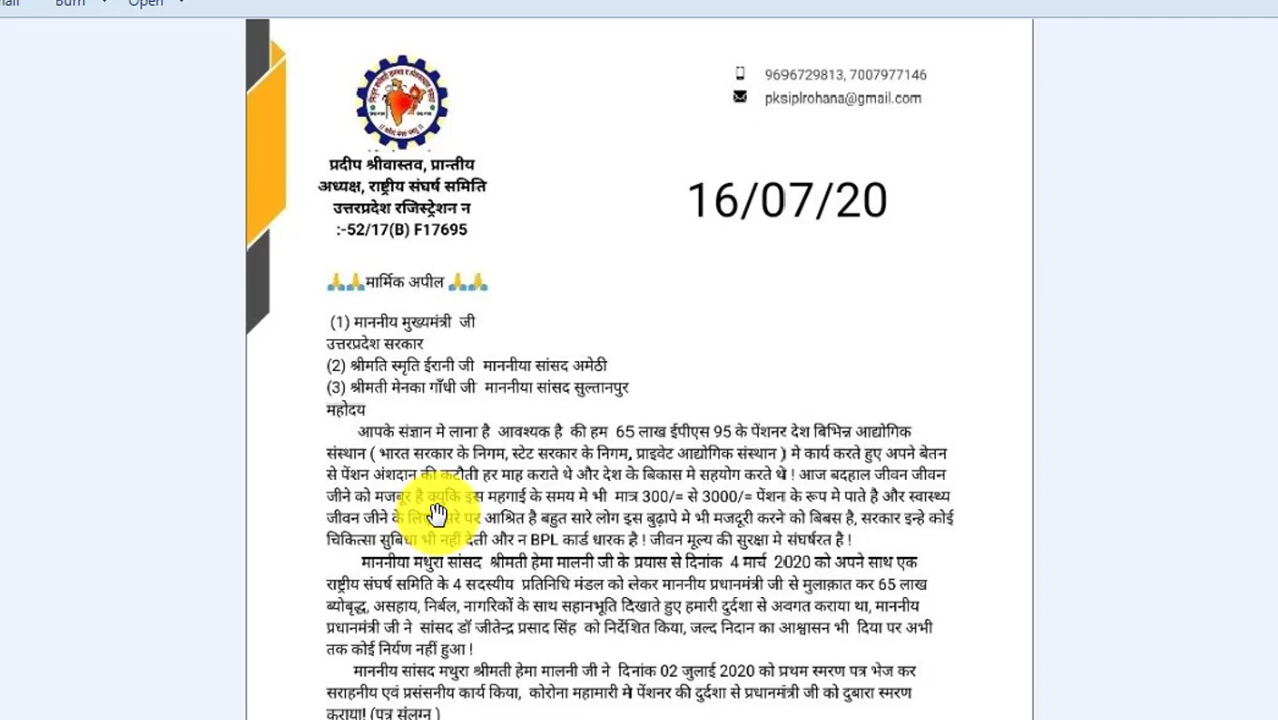 Burn
Open
9696729813, 7007977146
pksiplrohana@gmail.com
प्रदीप श्रीवास्तव, प्रान्तीय
अध्यक्ष, राष्ट्रीय संघर्ष समिति
उत्तरप्रदेश रजिस्ट्रेशन न
:-52/17(B) F17695
16/07/20
🙏🙏मार्मिक अपील 🙏🙏
(1) माननीय मुख्यमंत्री जी
उत्तरप्रदेश सरकार
(2) श्रीमति स्मृति ईरानी जी माननीया सांसद अमेठी
(3) श्रीमती मेनका गाँधी जी माननीया सांसद सुल्तानपुर
महोदय
आपके संज्ञान मे लाना है आवश्यक है की हम 65 लाख ईपीएस 95 के पेंशनर देश बिभिन्न आद्योगिक
संस्थान ( भारत सरकार के निगम, स्टेट सरकार के निगम, प्राइवेट आद्योगिक संस्थान ) मे कार्य करते हुए अपने बेतन
से पेंशन अंशदान की कटौती हर माह कराते थे और देश के बिकास मे सहयोग करते थे ! आज बदहाल जीवन जीवन
जीने को मजबूर है क्युकि इस महगाई के समय मे भी मात्र 300/= से 3000/= पेंशन के रूप मे पाते है और स्वास्थ्य
जीवन जीने के पर आश्रित है बहुत सारे लोग इस बुढ़ापे मे भी मजदूरी करने को बिबस है, सरकार इन्हे कोई
चिकित्सा सुबिधा भी नहीं देती और न BPL कार्ड धारक है ! जीवन मूल्य की सुरक्षा मे संघर्षरत है !
माननीया मथुरा सांसद श्रीमती हेमा मालनी जी के प्रयास से दिनांक 4 मार्च 2020 को अपने साथ एक
राष्ट्रीय संघर्ष समिति के 4 सदस्यीय प्रतिनिधि मंडल को लेकर माननीय प्रधानमंत्री जी से मुलाक़ात कर 65 लाख
ब्योबृद्ध, असहाय, निर्बल, नागरिकों के साथ सहानभूति दिखाते हुए हमारी दुर्दशा से अवगत कराया था, माननीय
प्रधानमंत्री जी ने सांसद डॉ जीतेन्द्र प्रसाद सिंह को निर्देशित किया, जल्द निदान का आश्वासन भी दिया पर अभी
तक कोई निर्यण नहीं हुआ !
माननीय सांसद मथुरा श्रीमती हेमा मालनी जी ने दिनांक 02 जुलाई 2020 को प्रथम स्मरण पत्र भेज कर
सराहनीय एवं प्रसंसनीय कार्य किया, कोरोना महामारी मे पेंशनर की दुर्दशा से प्रधानमंत्री जी को दुबारा स्मरण
कराया! (पत्र संलग्न )